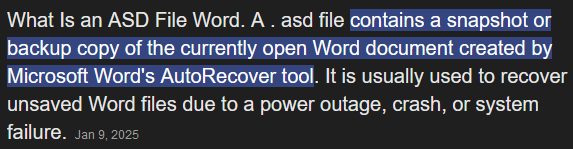 What Is an ASD File Word. A . asd file contains a snapshot or
backup copy of the currently open Word document created by
Microsoft Word's AutoRecover tool. It is usually used to recover
unsaved Word files due to a power outage, crash, or system
failure. Jan 9, 2025